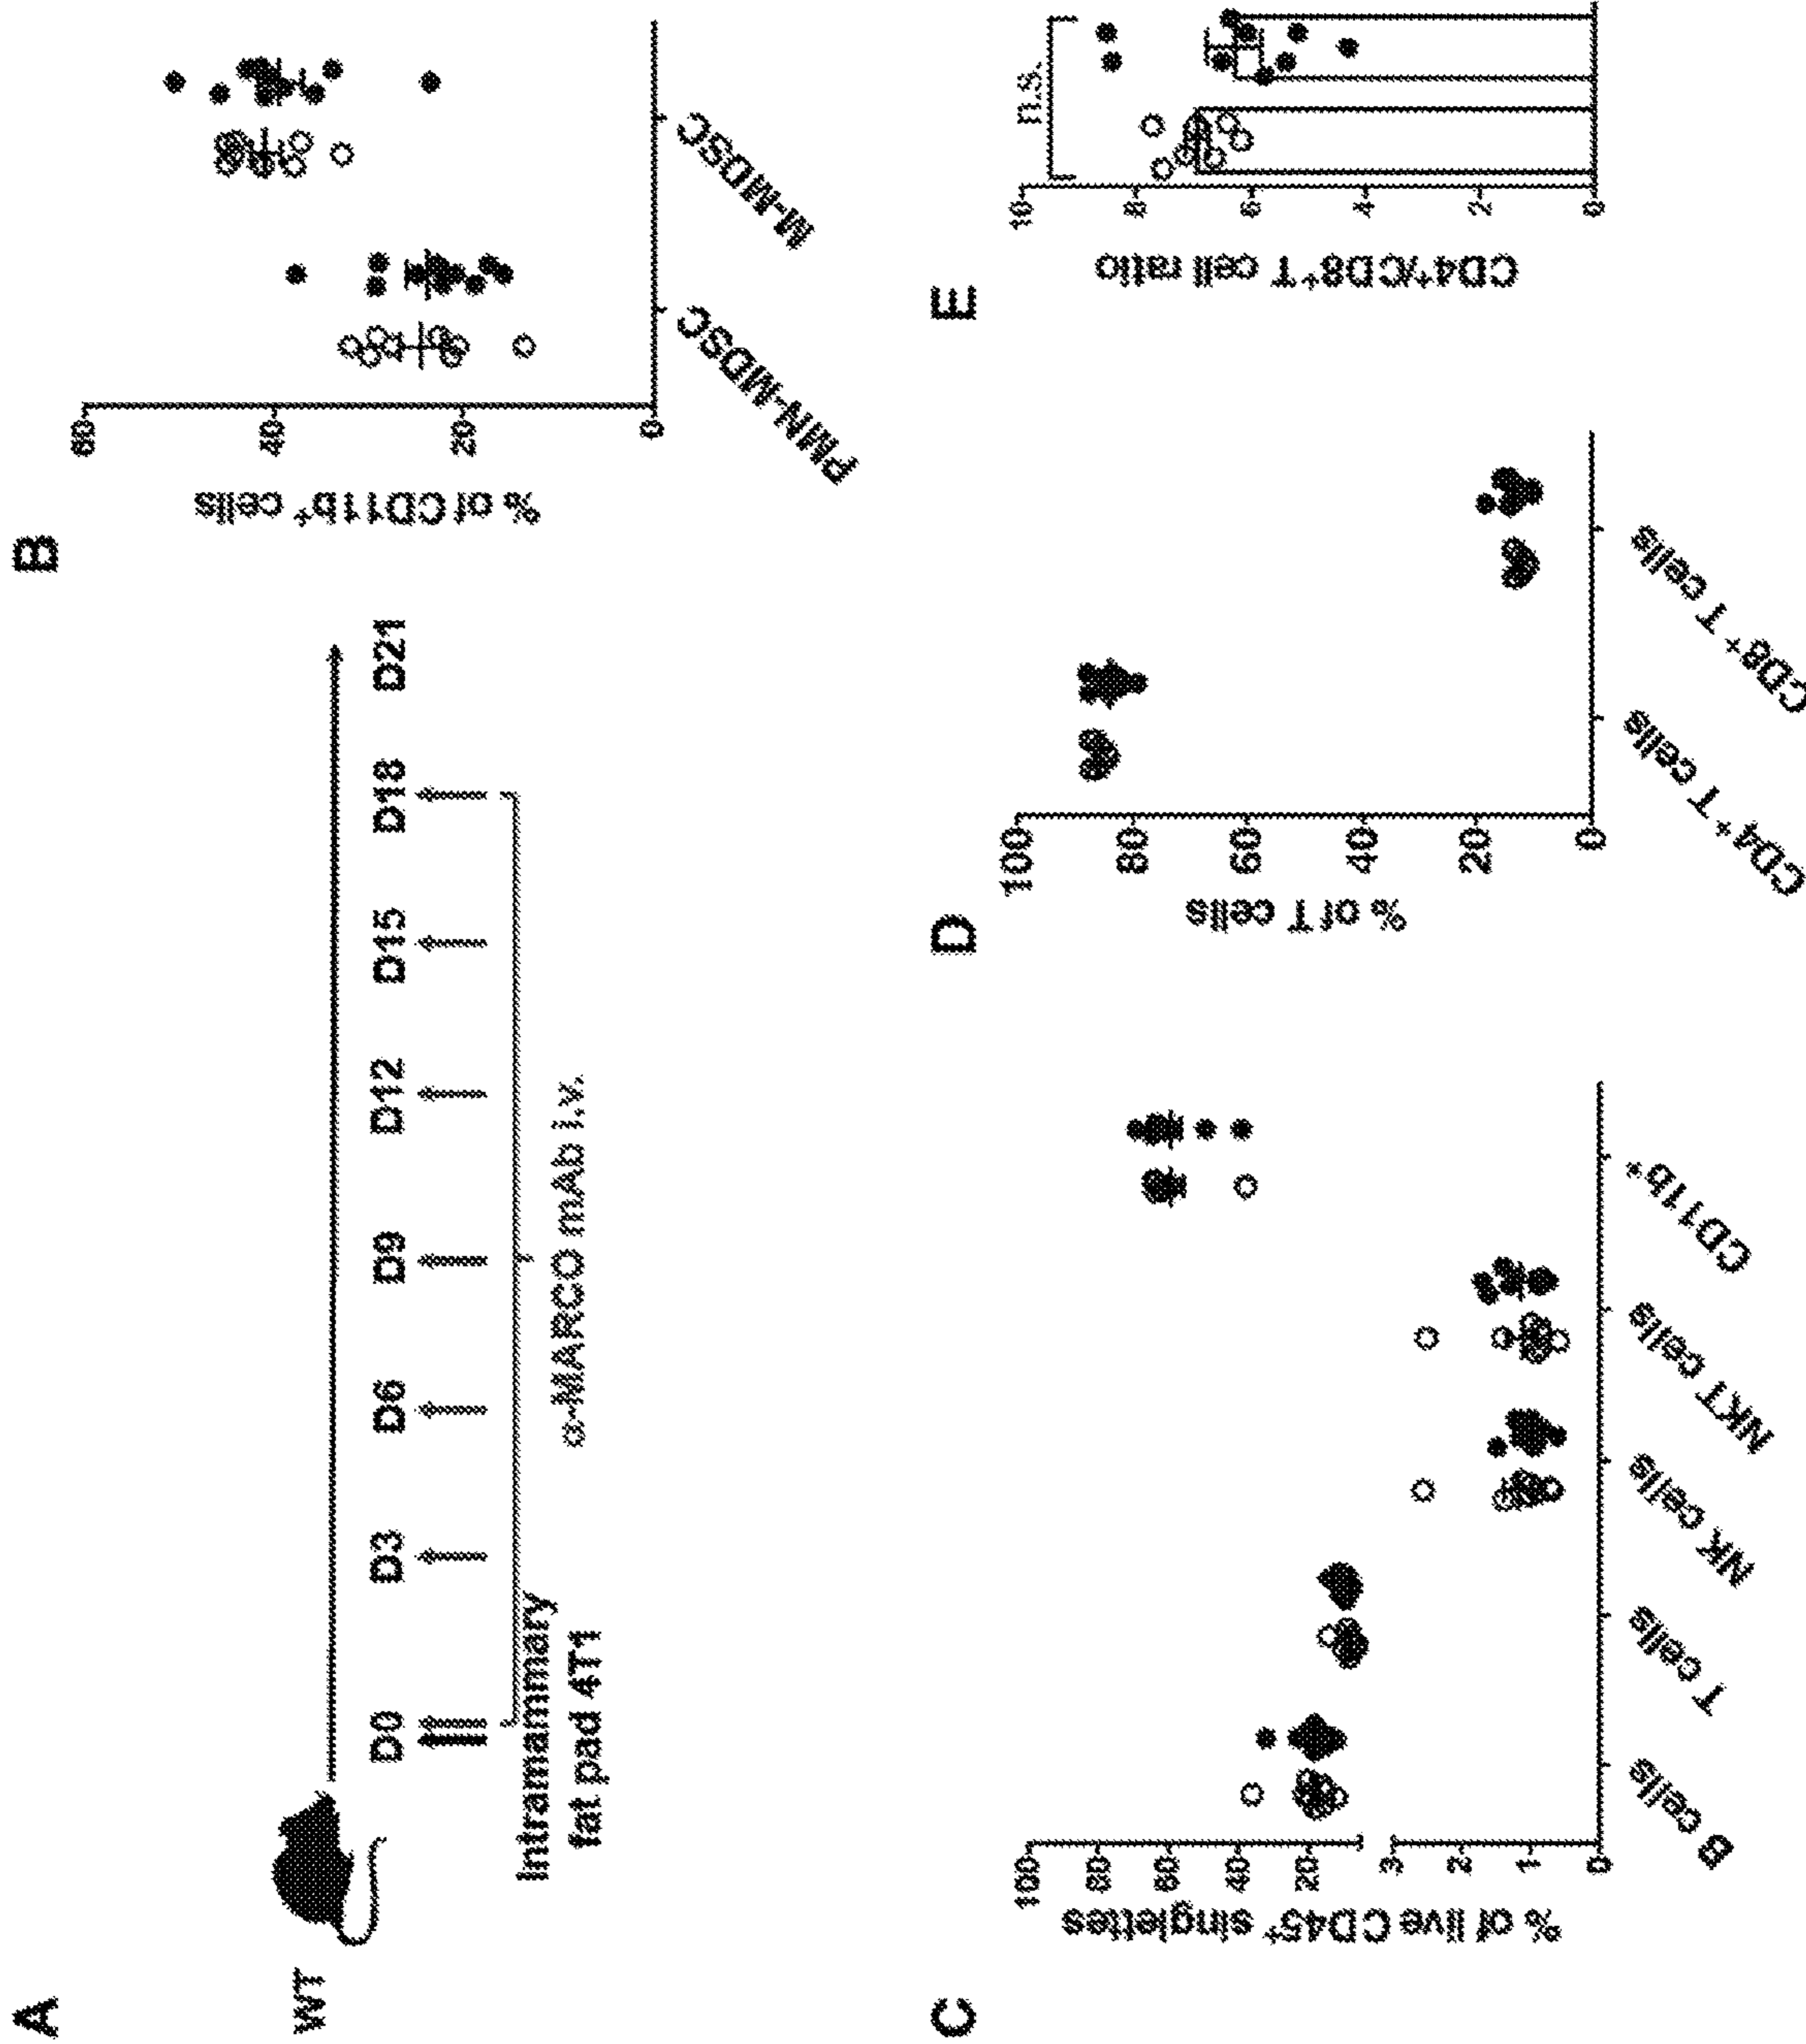 A
WT
D0 D3 D6 D9 D12 D15 D18 D21
Intramammary
fat pad 4T1
α-MARCO mAb i.v.
B
% of CD11b⁺ cells
60
40
20
0
PMN-MDSC
M-MDSC
C
% of live CD45⁺ singlettes
100
80
60
40
20
3
2
1
0
B cells
T cells
NK cells
NKT cells
CD11b⁺
D
% of T cells
100
80
60
40
20
0
CD4⁺ T cells
CD8⁺ T cells
E
CD4⁺/CD8⁺T cell ratio
10
8
6
4
2
0
n.s.